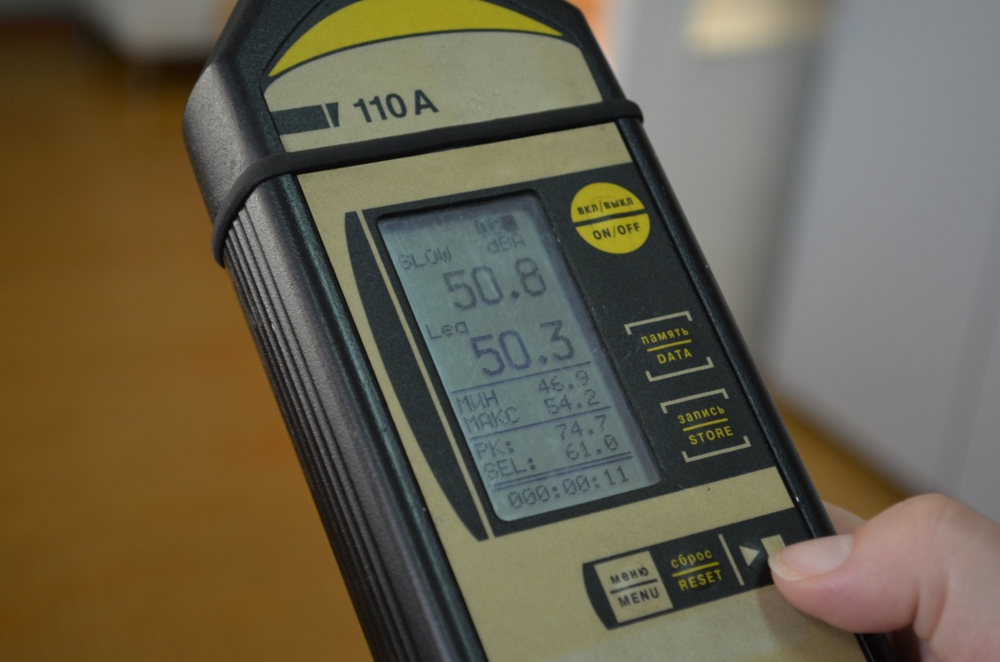 110A
ВКЛ/ВЫКЛ
ON/OFF
dBA
SLOW
50.8
Leq
50.3
МИН 46.9
МАКС 54.2
PK: 74.7
SEL: 61.0
000:00:11
память
DATA
запись
STORE
меню
MENU
сброс
RESET